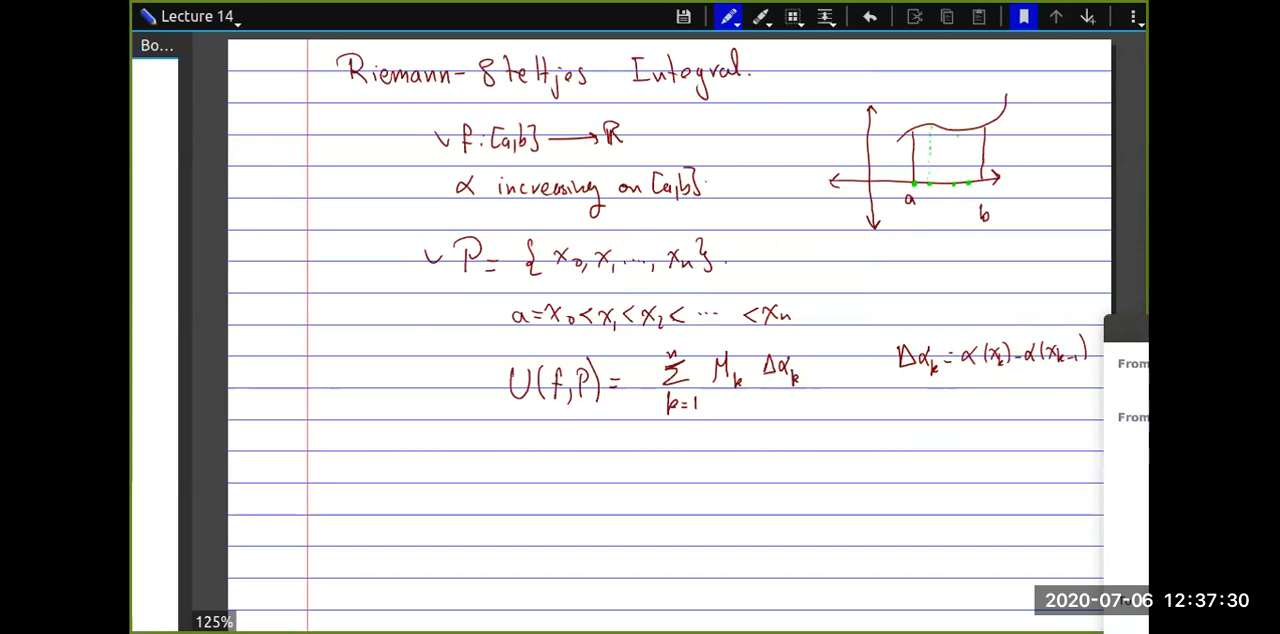 Lecture 14
Bo...
Riemann-Steltjes Integral.
f:[a,b] → ℝ
α increasing on [a,b].
a
b
P = { x₀, x₁, ..., xₙ}.
a=x₀<x₁<x₂< ... <xₙ
U(f,P) = Σ_{k=1}^{n} M_k Δα_k
Δα_k = α(x_k) - α(x_{k-1})
From
From
2020-07-06 12:37:30
125%